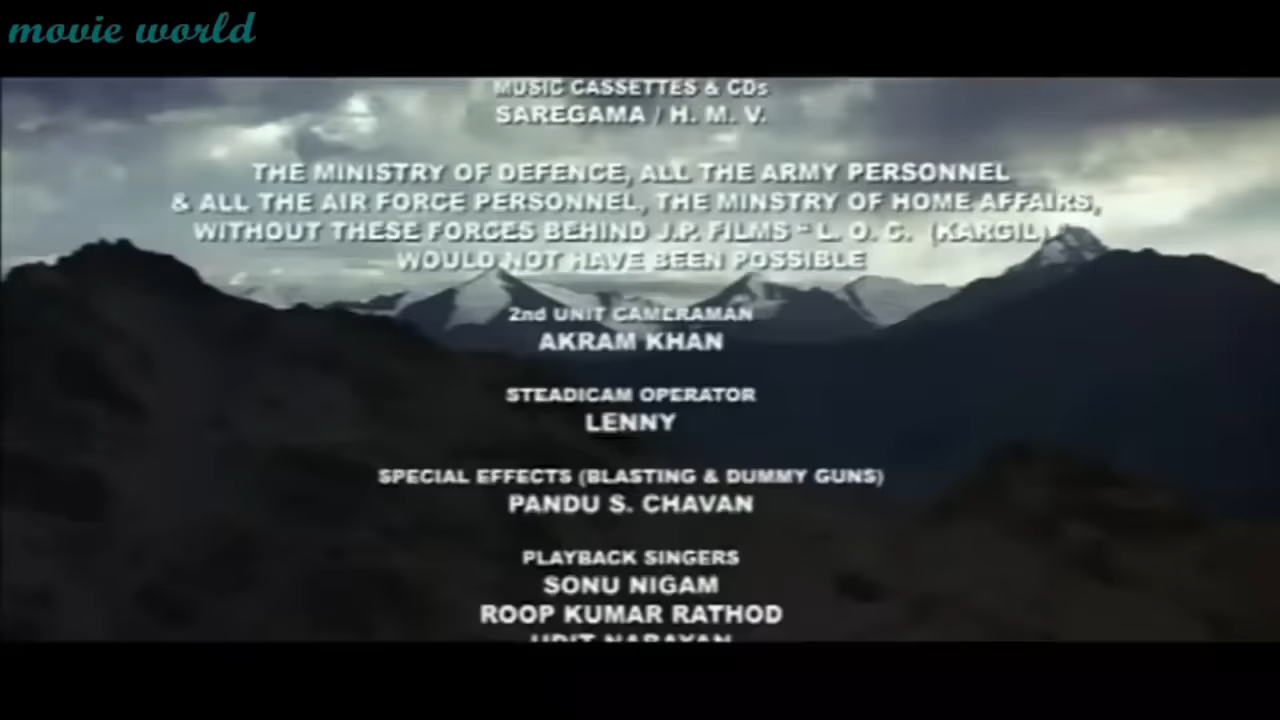 movie world
MUSIC CASSETTES & CDs
SAREGAMA / H. M. V.
THE MINISTRY OF DEFENCE, ALL THE ARMY PERSONNEL
& ALL THE AIR FORCE PERSONNEL, THE MINSTRY OF HOME AFFAIRS,
WITHOUT THESE FORCES BEHIND J.P. FILMS " L. O. C. (KARGIL)
WOULD NOT HAVE BEEN POSSIBLE
2nd UNIT CAMERAMAN
AKRAM KHAN
STEADICAM OPERATOR
LENNY
SPECIAL EFFECTS (BLASTING & DUMMY GUNS)
PANDU S. CHAVAN
PLAYBACK SINGERS
SONU NIGAM
ROOP KUMAR RATHOD
UDIT NARAYAN